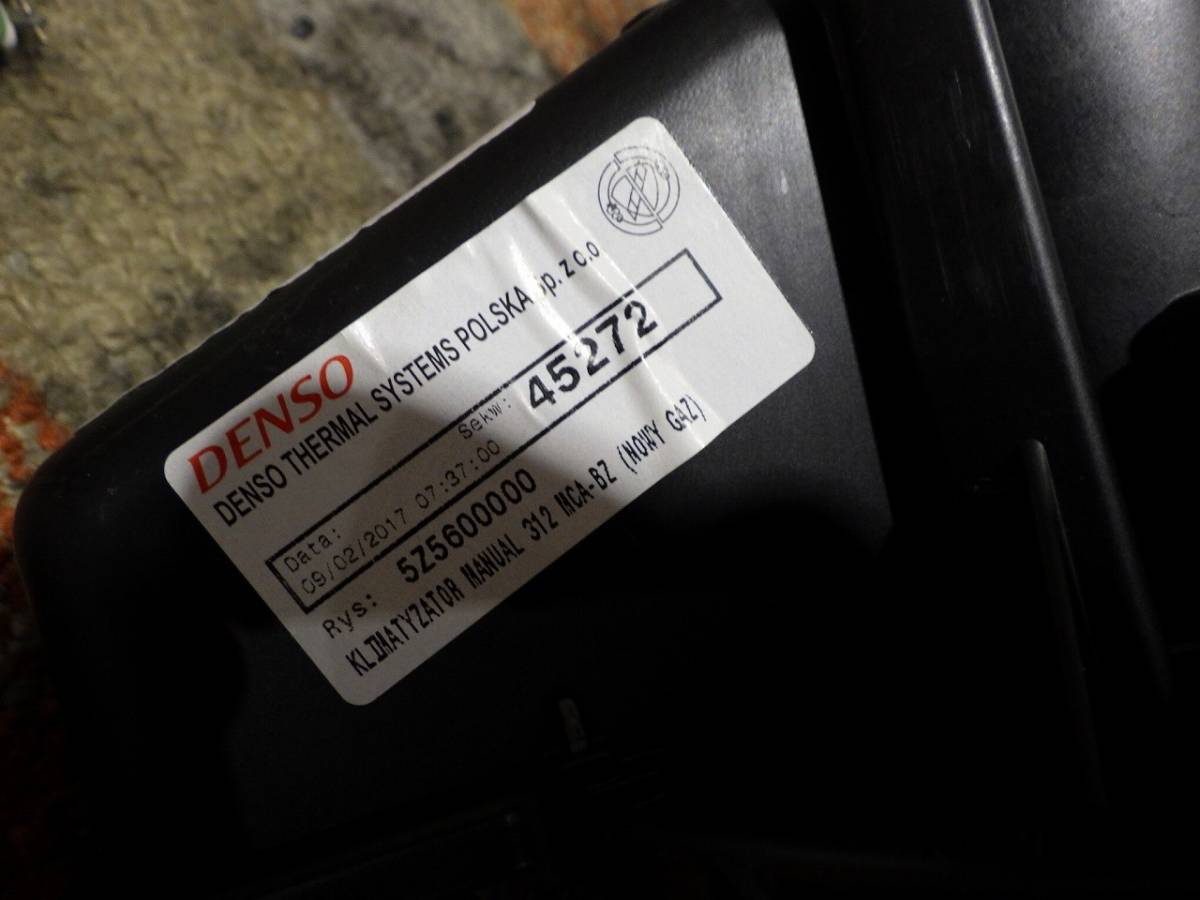 DENSO
DENSO THERMAL SYSTEMS POLSKA Sp. z o.o
Data: Sekw: 45272
09/02/2017 07:37:00
Rys: 5Z5600000
KLIMATYZATOR MANUAL 312 MCA-BZ (NOWY GAZ)